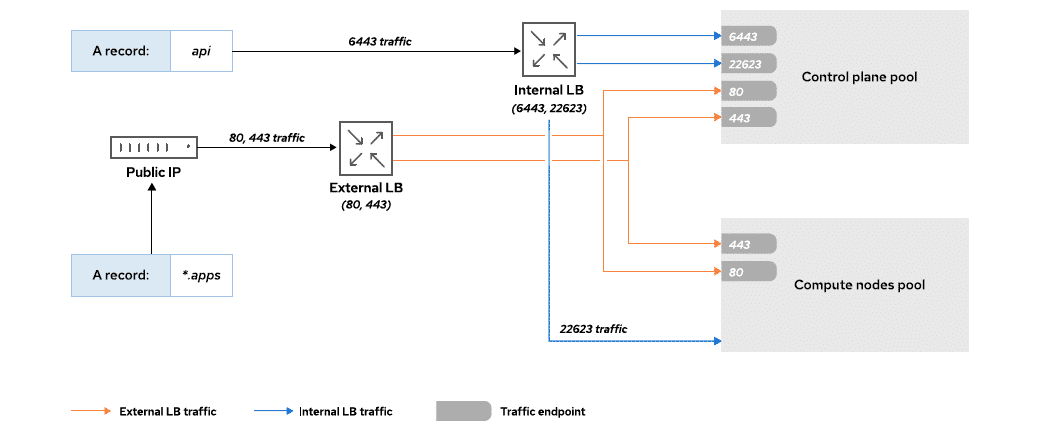 A record:
api
6443 traffic
Internal LB
(6443, 22623)
6443
22623
80
443
Control plane pool
80, 443 traffic
Public IP
External LB
(80, 443)
A record:
*.apps
443
80
Compute nodes pool
22623 traffic
External LB traffic
Internal LB traffic
Traffic endpoint